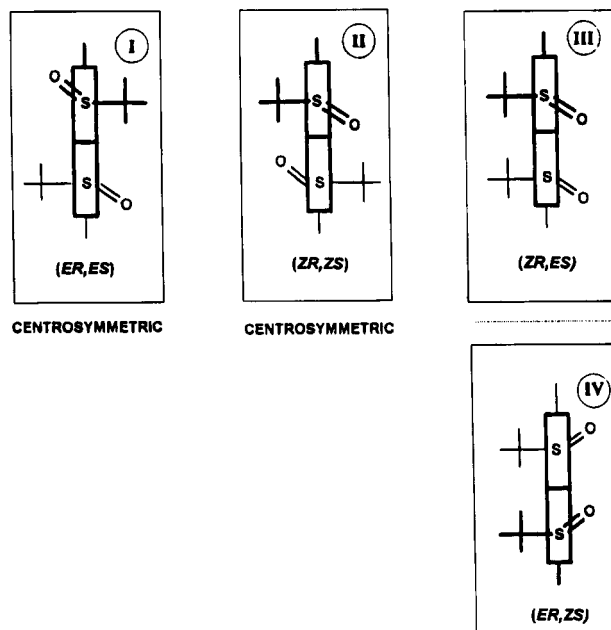 I
O
S
S
O
(ER,ES)
CENTROSYMMETRIC
II
S
O
O
S
(ZR,ZS)
CENTROSYMMETRIC
III
S
O
S
O
(ZR,ES)
IV
O
S
O
S
(ER,ZS)